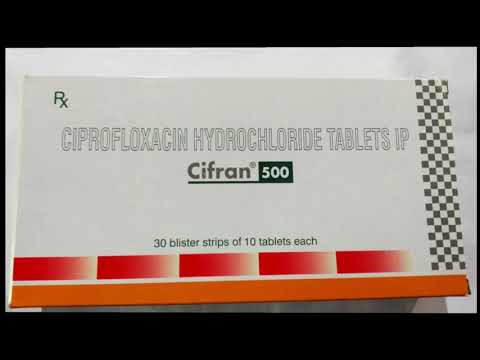 Rx
CIPROFLOXACIN HYDROCHLORIDE TABLETS IP
Cifran® 500
30 blister strips of 10 tablets each